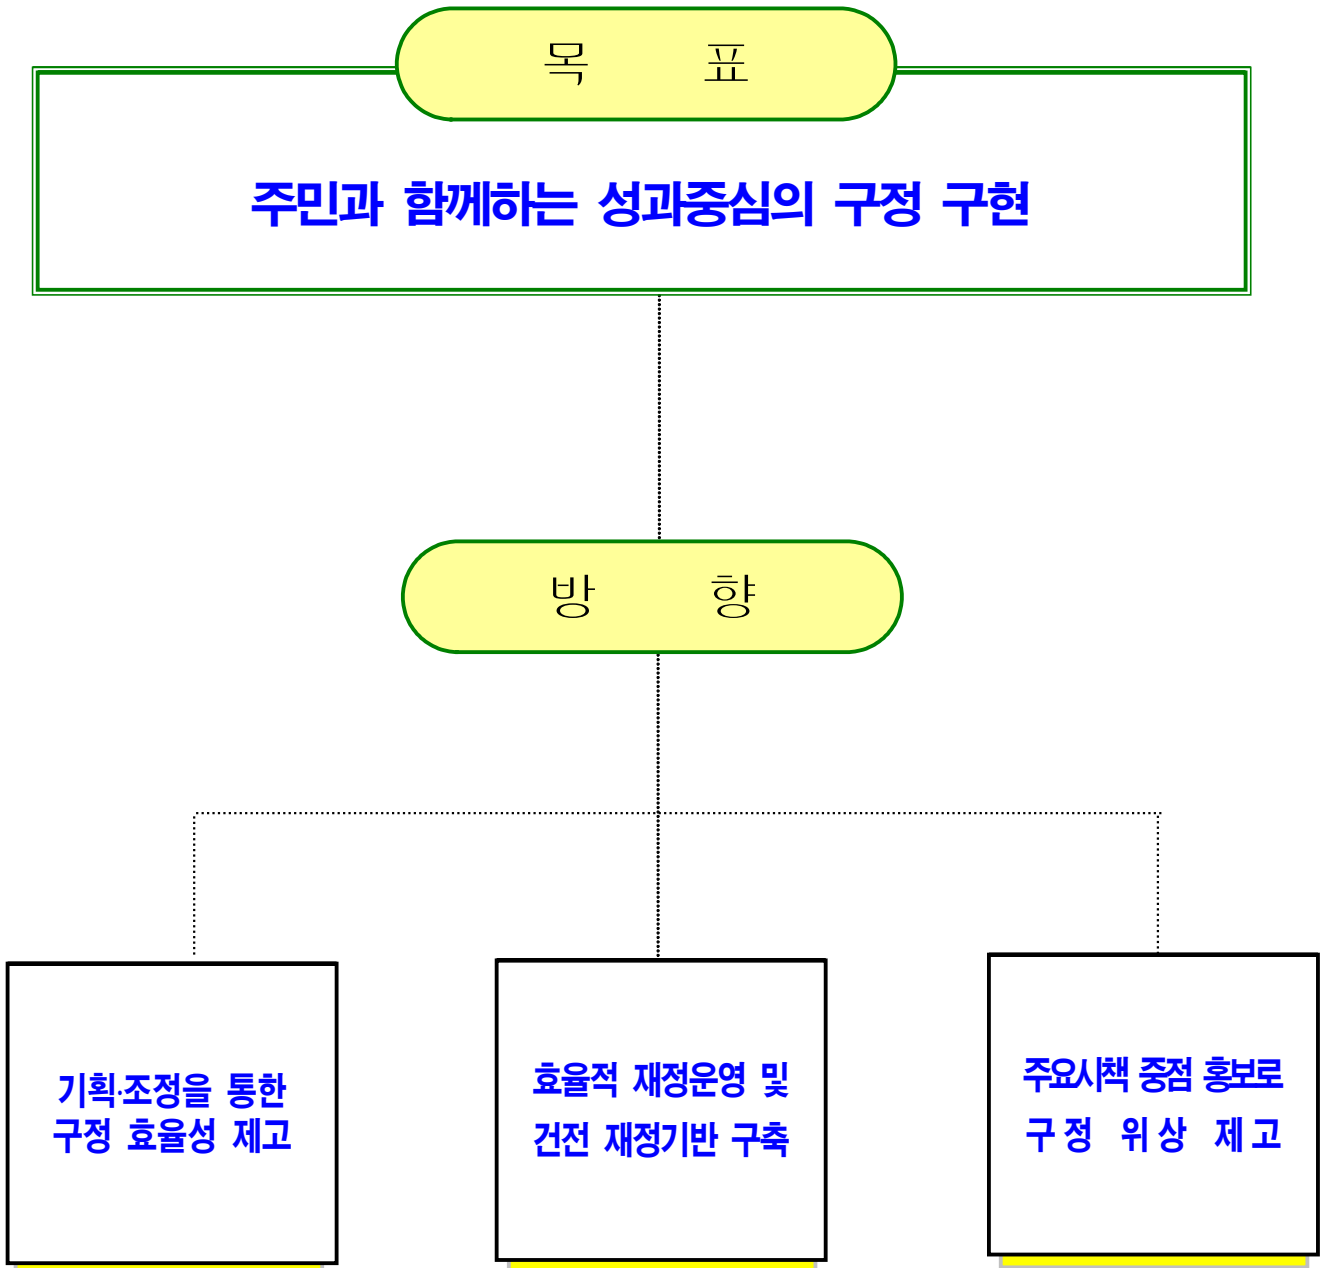 목 표
주민과 함께하는 성과중심의 구정 구현
방 향
기획·조정을 통한
구정 효율성 제고
효율적 재정운영 및
건전 재정기반 구축
주요시책 중점 홍보로
구정 위상 제고